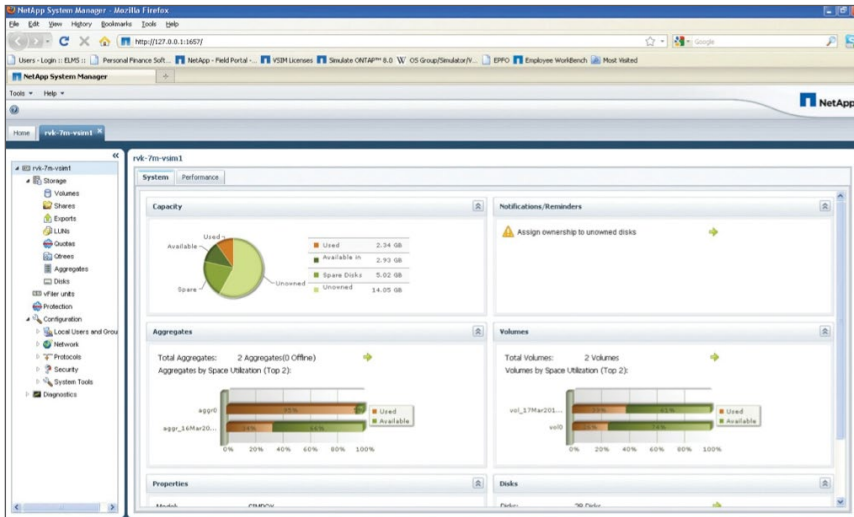 NetApp System Manager - Mozilla Firefox
File Edit View History Bookmarks Tools Help
http://127.0.0.1:1657/
Google
Users - Login :: ELMS :: Personal Finance Soft... NetApp - Field Portal -... VSIM Licenses Simulate ONTAP™ 8.0 OS Group/Simulator/V... EPFO Employee WorkBench Most Visited
NetApp System Manager
Tools Help
NetApp
Home rvk-7m-vsim1
rvk-7m-vsim1
Storage
Volumes
Shares
Exports
LUNs
Quotas
Qtrees
Aggregates
Disks
vFiler units
Protection
Configuration
Local Users and Grou
Network
Protocols
Security
System Tools
Diagnostics
rvk-7m-vsim1
System Performance
Capacity
Used
Available
Spare
Unowned
Used 2.34 GB
Available in 2.93 GB
Spare Disks 5.02 GB
Unowned 14.05 GB
Notifications/Reminders
Assign ownership to unowned disks
Aggregates
Total Aggregates: 2 Aggregates(0 Offline)
Aggregates by Space Utilization (Top 2):
aggr0
aggr_16Mar20...
Used
Available
0% 20% 40% 60% 80% 100%
Volumes
Total Volumes: 2 Volumes
Volumes by Space Utilization (Top 2):
vol_17Mar201...
vol0
Used
Available
0% 20% 40% 60% 80% 100%
Properties
Disks